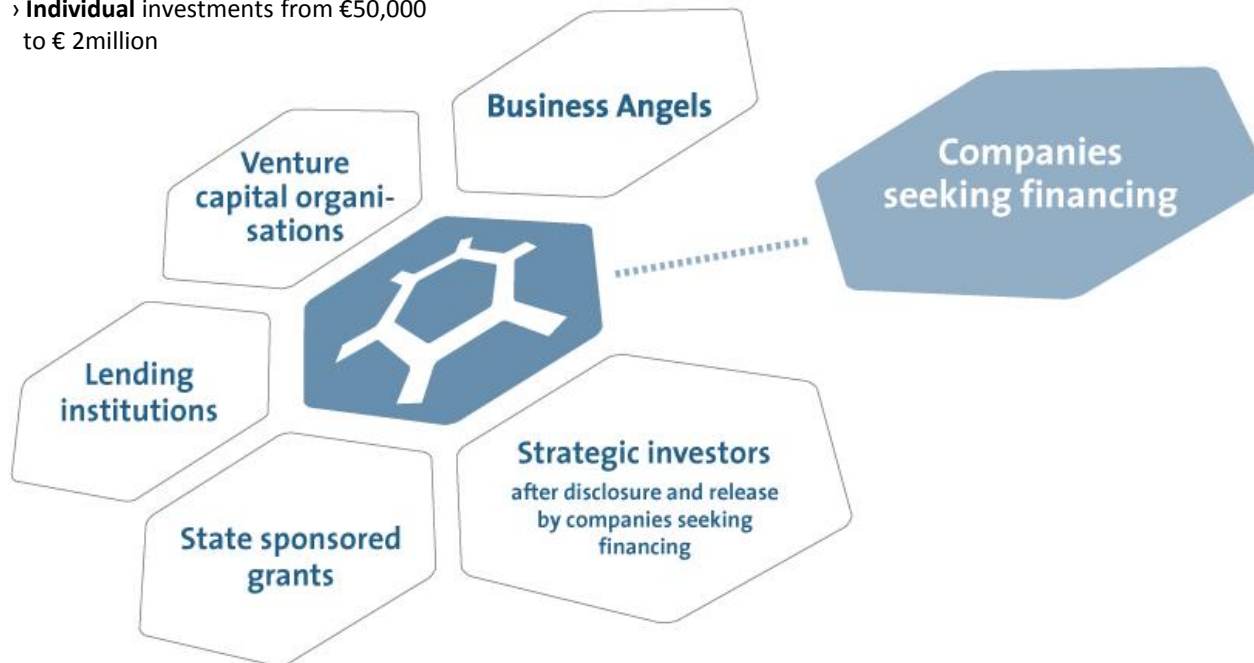 › Individual investments from €50,000
to € 2million
Business Angels
Companies
seeking financing
Venture
capital organi-
sations
Lending
institutions
Strategic investors
after disclosure and release
by companies seeking
financing
State sponsored
grants